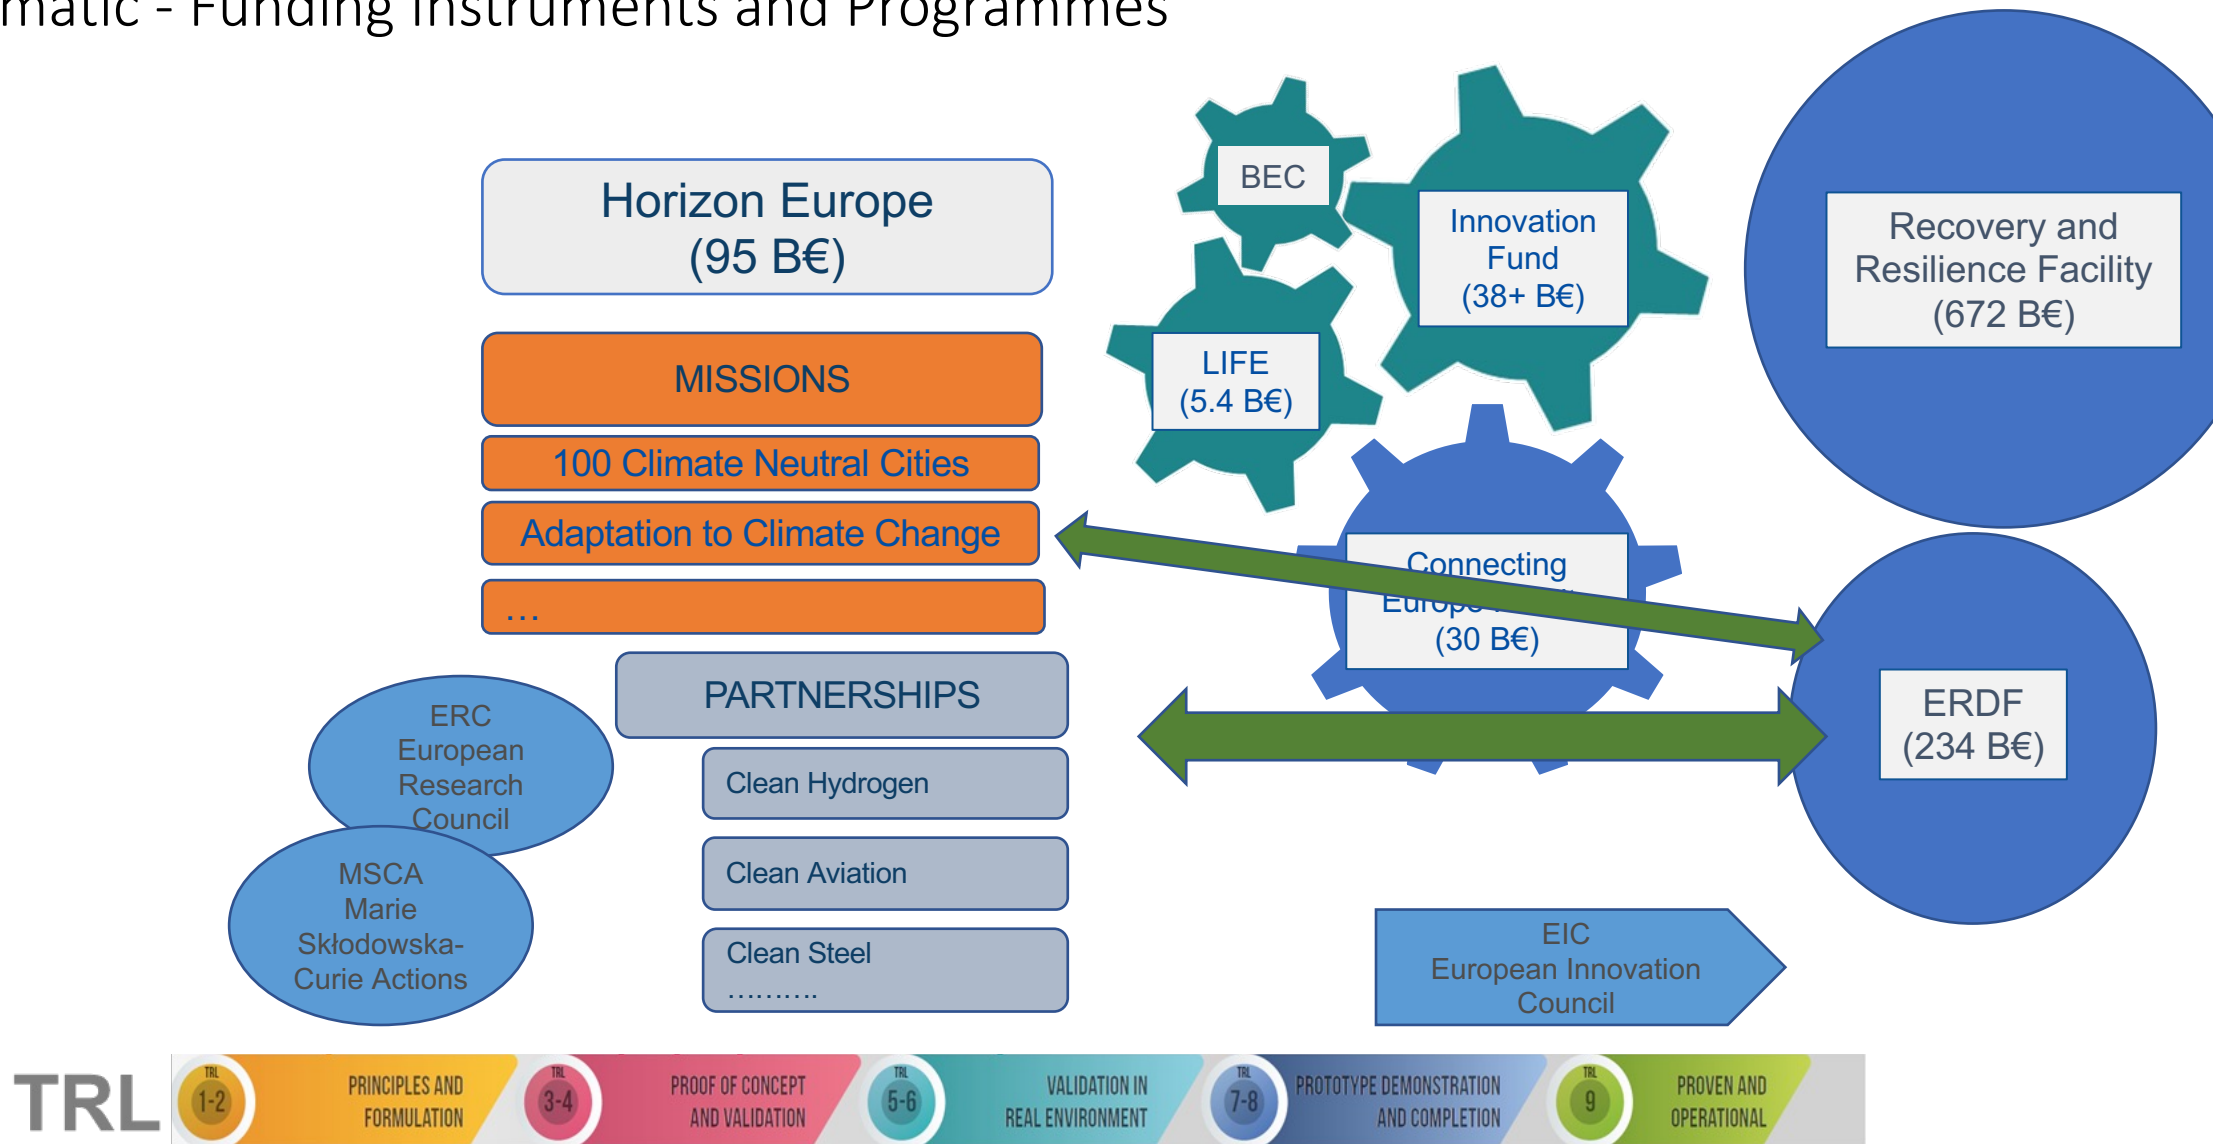 matic - Funding Instruments and Programmes
Horizon Europe
(95 B€)
MISSIONS
100 Climate Neutral Cities
Adaptation to Climate Change
...
PARTNERSHIPS
Clean Hydrogen
Clean Aviation
Clean Steel
..........
ERC
European
Research
Council
MSCA
Marie
Skłodowska-
Curie Actions
BEC
Innovation
Fund
(38+ B€)
LIFE
(5.4 B€)
Connecting
Europe
(30 B€)
Recovery and
Resilience Facility
(672 B€)
ERDF
(234 B€)
EIC
European Innovation
Council
TRL
TRL
1-2
PRINCIPLES AND
FORMULATION
TRL
3-4
PROOF OF CONCEPT
AND VALIDATION
TRL
5-6
VALIDATION IN
REAL ENVIRONMENT
TRL
7-8
PROTOTYPE DEMONSTRATION
AND COMPLETION
TRL
9
PROVEN AND
OPERATIONAL